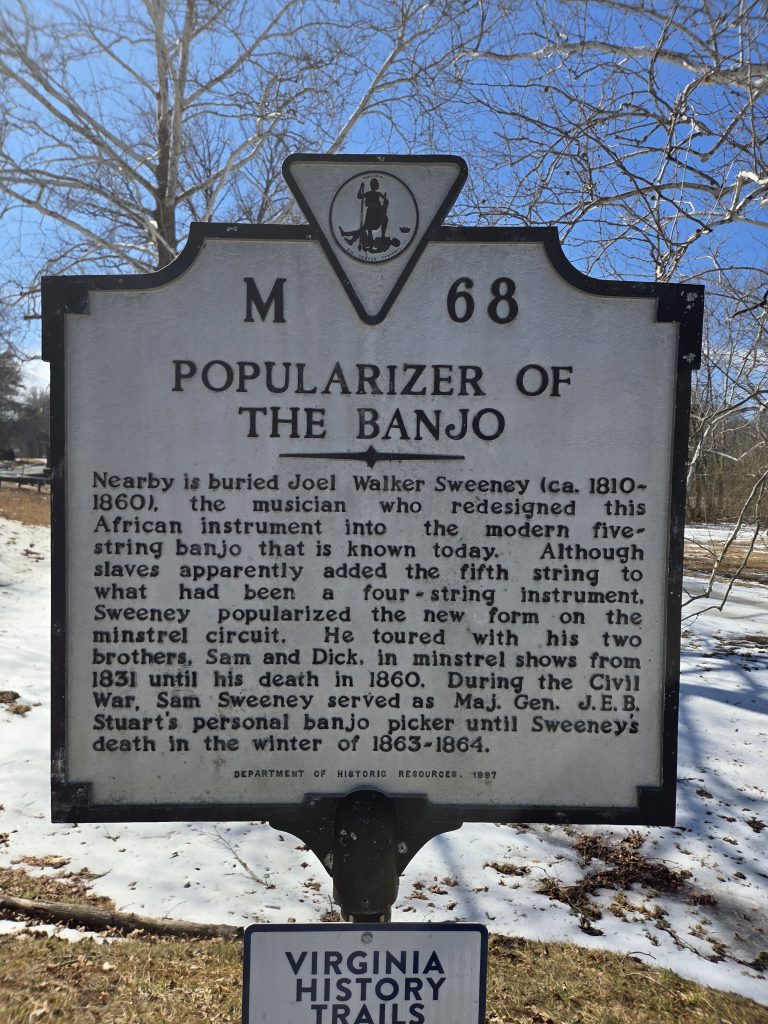 VIRGINIA
M 68
POPULARIZER OF
THE BANJO
Nearby is buried Joel Walker Sweeney (ca. 1810-
1860), the musician who redesigned this
African instrument into the modern five-
string banjo that is known today. Although
slaves apparently added the fifth string to
what had been a four-string instrument,
Sweeney popularized the new form on the
minstrel circuit. He toured with his two
brothers, Sam and Dick, in minstrel shows from
1831 until his death in 1860. During the Civil
War, Sam Sweeney served as Maj. Gen. J.E.B.
Stuart's personal banjo picker until Sweeney's
death in the winter of 1863-1864.
DEPARTMENT OF HISTORIC RESOURCES, 1997
VIRGINIA
HISTORY
TRAILS